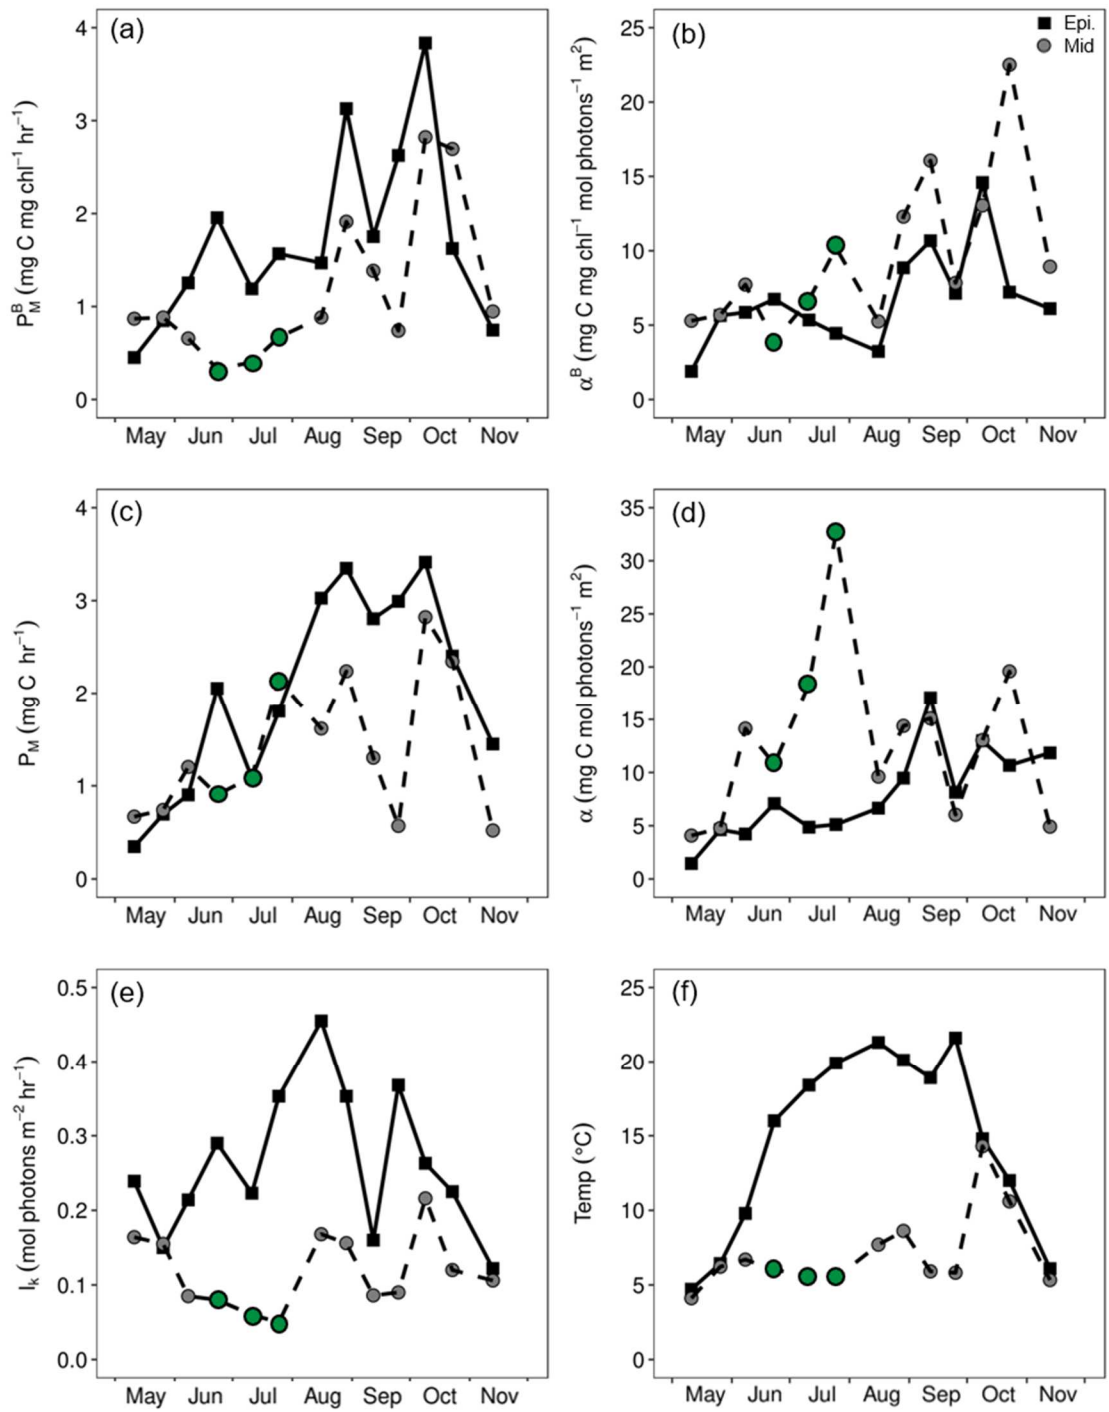 (a)
P_M^B (mg C mg chl⁻¹ hr⁻¹)
4
3
2
1
0
May Jun Jul Aug Sep Oct Nov
(b)
Epi.
Mid
α^B (mg C mg chl⁻¹ mol photons⁻¹ m²)
25
20
15
10
5
0
May Jun Jul Aug Sep Oct Nov
(c)
P_M (mg C hr⁻¹)
4
3
2
1
0
May Jun Jul Aug Sep Oct Nov
(d)
α (mg C mol photons⁻¹ m²)
35
30
25
20
15
10
5
0
May Jun Jul Aug Sep Oct Nov
(e)
I_k (mol photons m⁻² hr⁻¹)
0.5
0.4
0.3
0.2
0.1
0.0
May Jun Jul Aug Sep Oct Nov
(f)
Temp (°C)
25
20
15
10
5
0
May Jun Jul Aug Sep Oct Nov